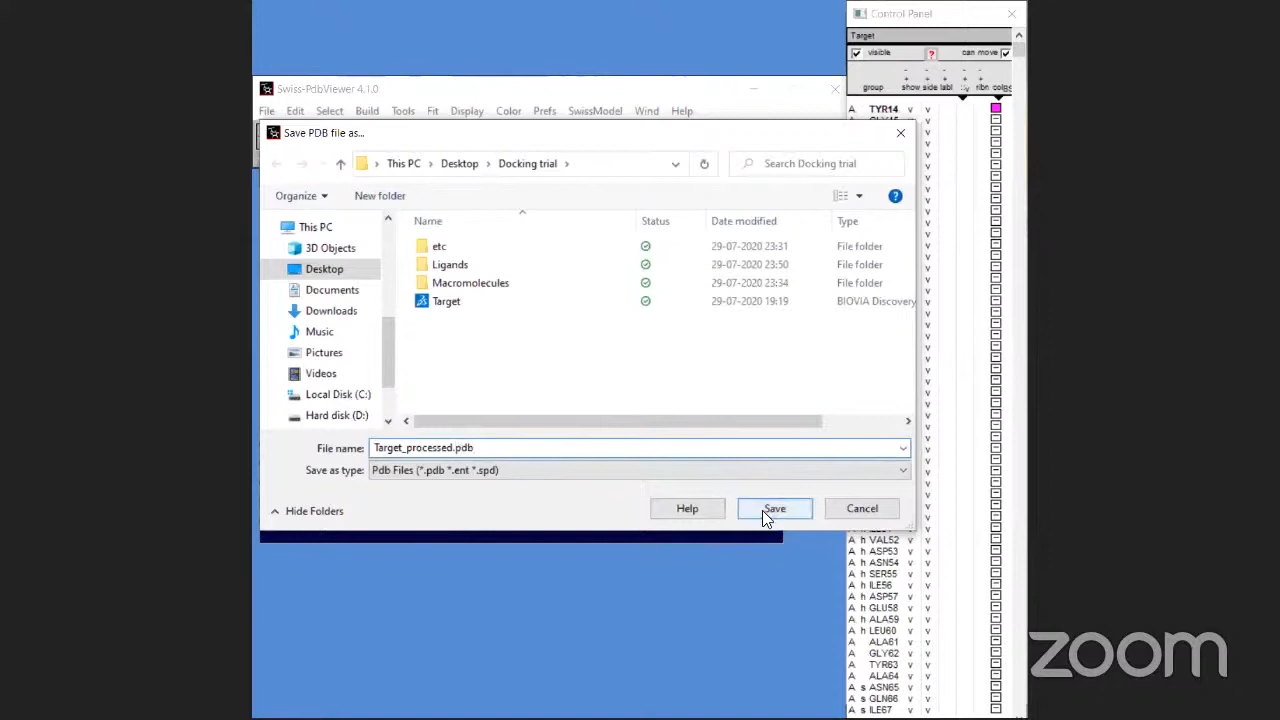 Control Panel
Target
visible
?
can move
group
show
side
labl
ribn
Swiss-PdbViewer 4.1.0
File Edit Select Build Tools Fit Display Color Prefs SwissModel Wind Help
Save PDB file as...
This PC > Desktop > Docking trial >
Search Docking trial
Organize
New folder
Name Status Date modified Type
etc 29-07-2020 23:31 File folder
Ligands 29-07-2020 23:50 File folder
Macromolecules 29-07-2020 23:34 File folder
Target 29-07-2020 19:19 BIOVIA Discovery
This PC
3D Objects
Desktop
Documents
Downloads
Music
Pictures
Videos
Local Disk (C:)
Hard disk (D:)
File name: Target_processed.pdb
Save as type: Pdb Files (*.pdb *.ent *.spd)
Hide Folders
Help
Save
Cancel
A TYR14 v v
A h VAL52 v v
A h ASP53 v v
A h ASN54 v v
A h SER55 v v
A h ILE56 v v
A h ASP57 v v
A h GLU58 v v
A h ALA59 v v
A h LEU60 v v
A ALA61 v v
A GLY62 v v
A TYR63 v v
A ALA64 v v
A s ASN65 v v
A s GLN66 v v
A s ILE67 v v
zoom